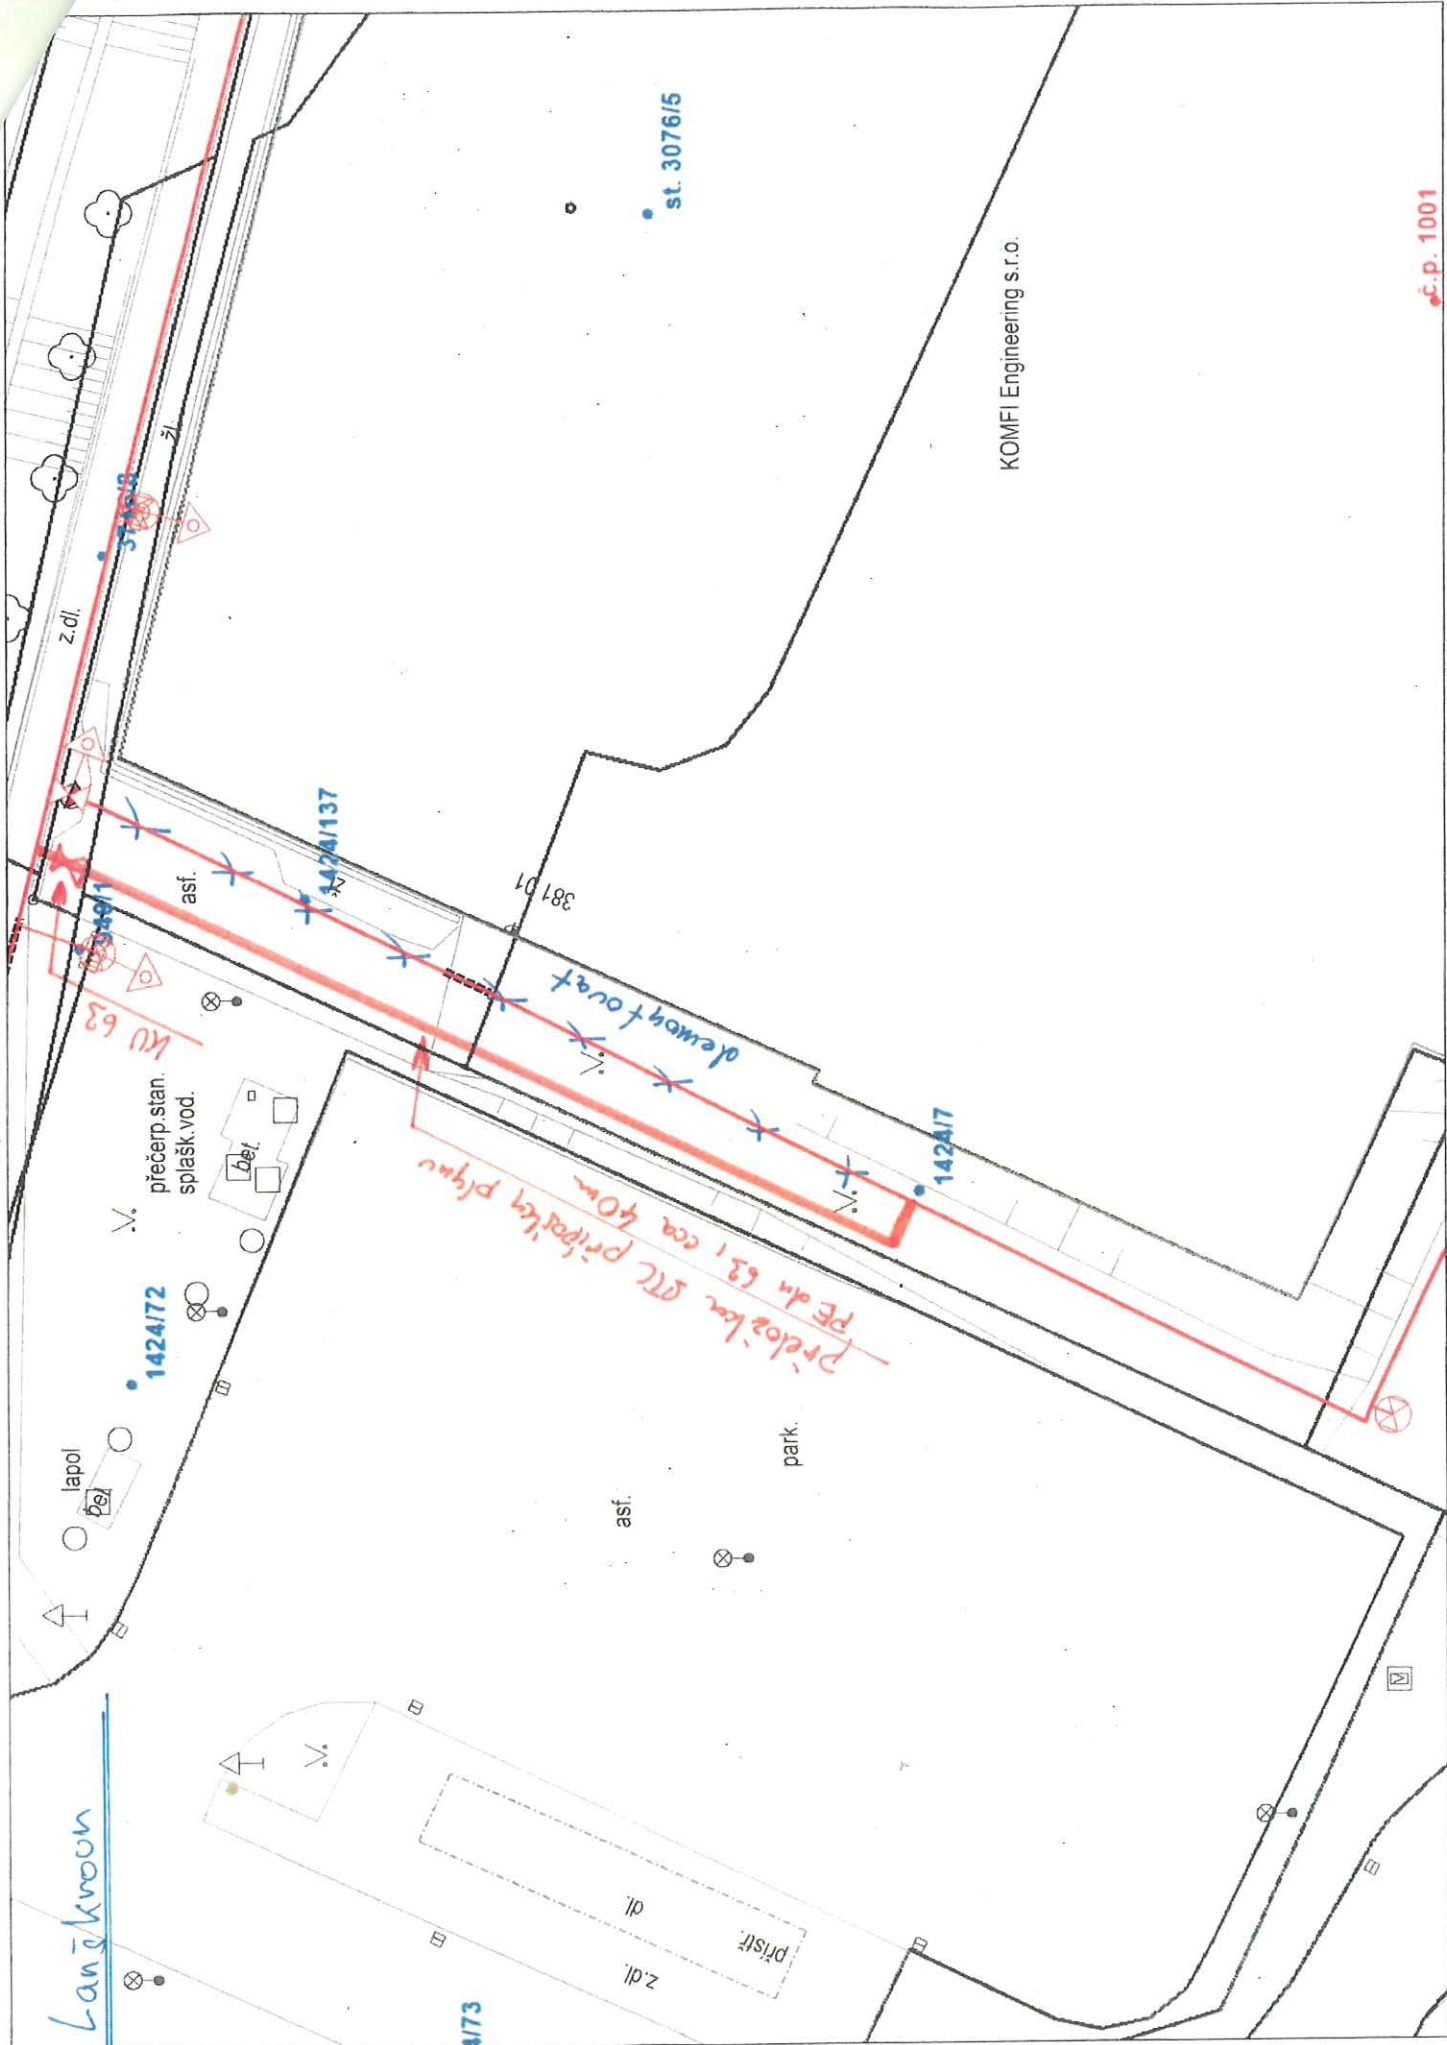 Lanškroun
st. 3076/5
KOMFI Engineering s.r.o.
č.p. 1001
z.dl.
žl.
1424/137
asf.
381 01
KU 63
přečerp.stan.
splašk.vod.
bet.
demontovat
přeložka STL přípojky plynu
PE dn 63, cca 40m
1424/7
1424/72
lapol
bet
asf.
park.
dl.
z.dl.
přístř.
M